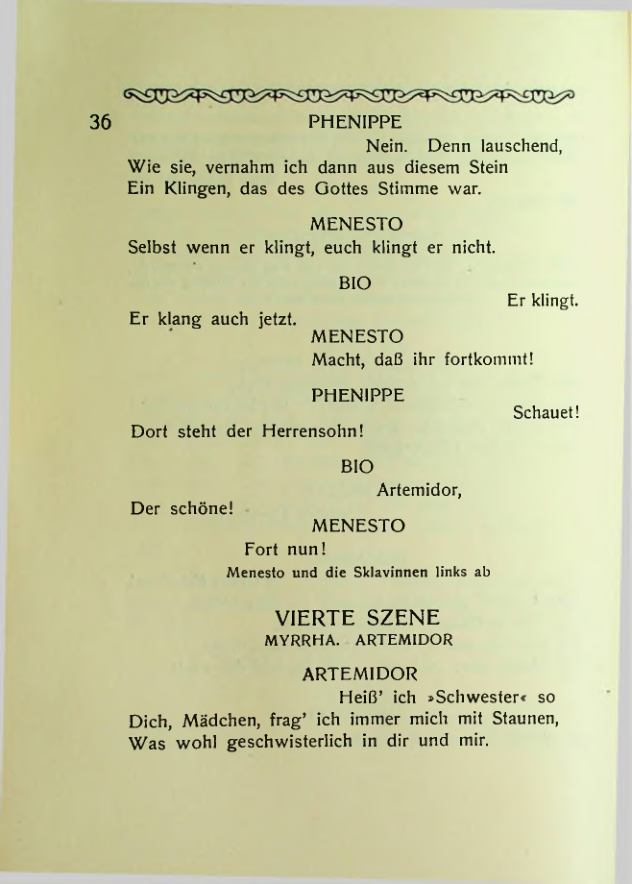 36
PHENIPPE
Nein. Denn lauschend,
Wie sie, vernahm ich dann aus diesem Stein
Ein Klingen, das des Gottes Stimme war.
MENESTO
Selbst wenn er klingt, euch klingt er nicht.
BIO
Er klingt.
Er klang auch jetzt.
MENESTO
Macht, daß ihr fortkommt!
PHENIPPE
Schauet!
Dort steht der Herrensohn!
BIO
Artemidor,
Der schöne!
MENESTO
Fort nun!
Menesto und die Sklavinnen links ab
VIERTE SZENE
MYRRHA. ARTEMIDOR
ARTEMIDOR
Heiß’ ich »Schwester« so
Dich, Mädchen, frag’ ich immer mich mit Staunen,
Was wohl geschwisterlich in dir und mir.